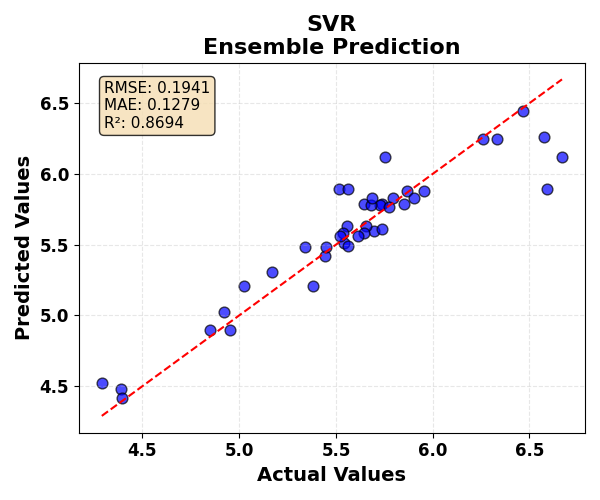 SVR
Ensemble Prediction
RMSE: 0.1941
MAE: 0.1279
R²: 0.8694
Predicted Values
6.5
6.0
5.5
5.0
4.5
4.5 5.0 5.5 6.0 6.5
Actual Values